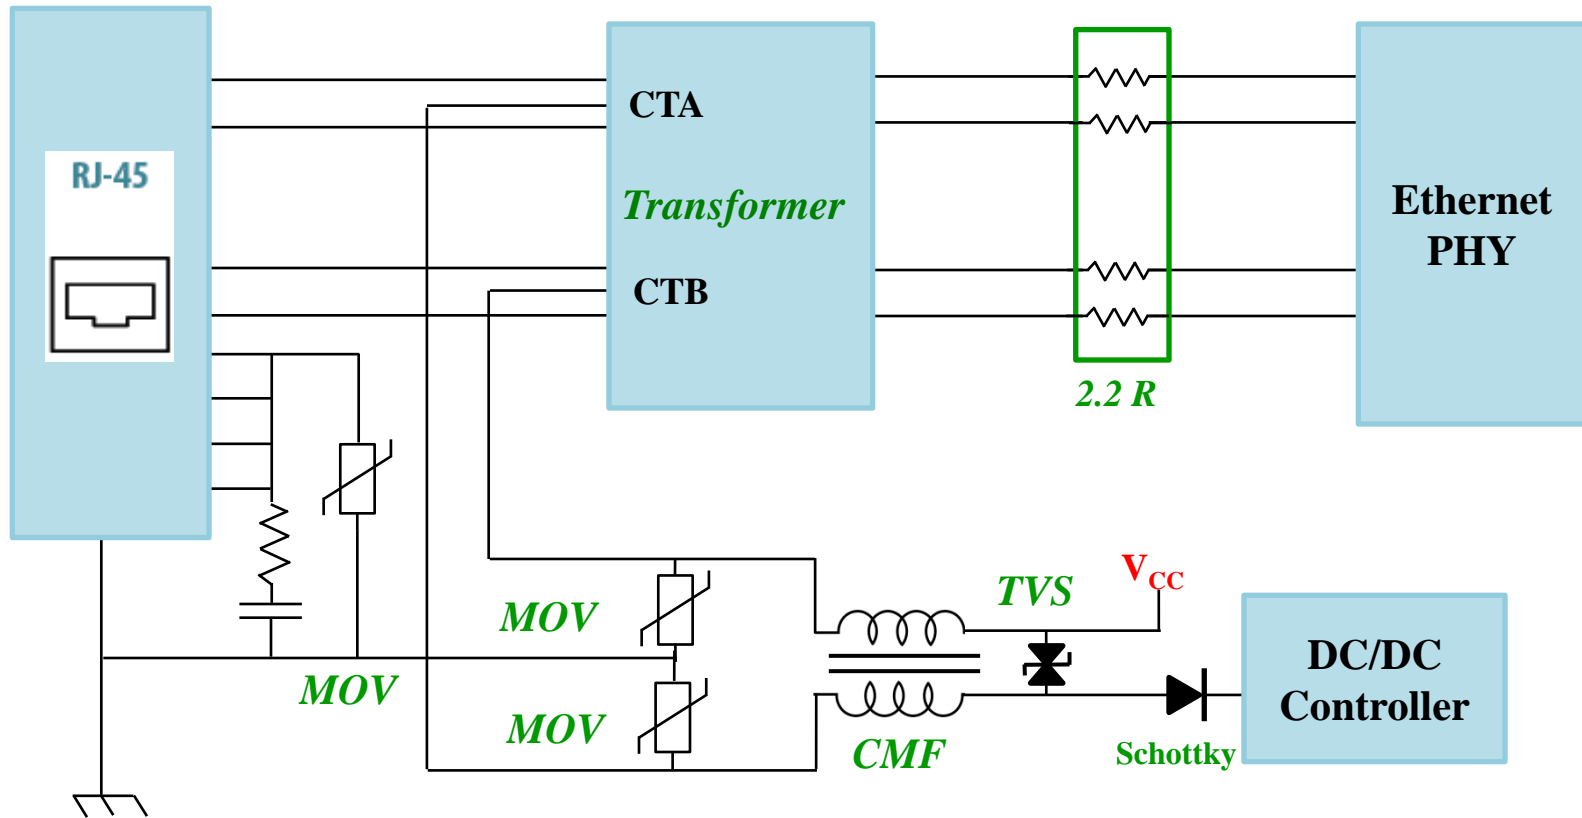 RJ-45
CTA
Transformer
CTB
Ethernet
PHY
2.2 R
MOV
MOV
MOV
TVS
VCC
CMF
Schottky
DC/DC
Controller